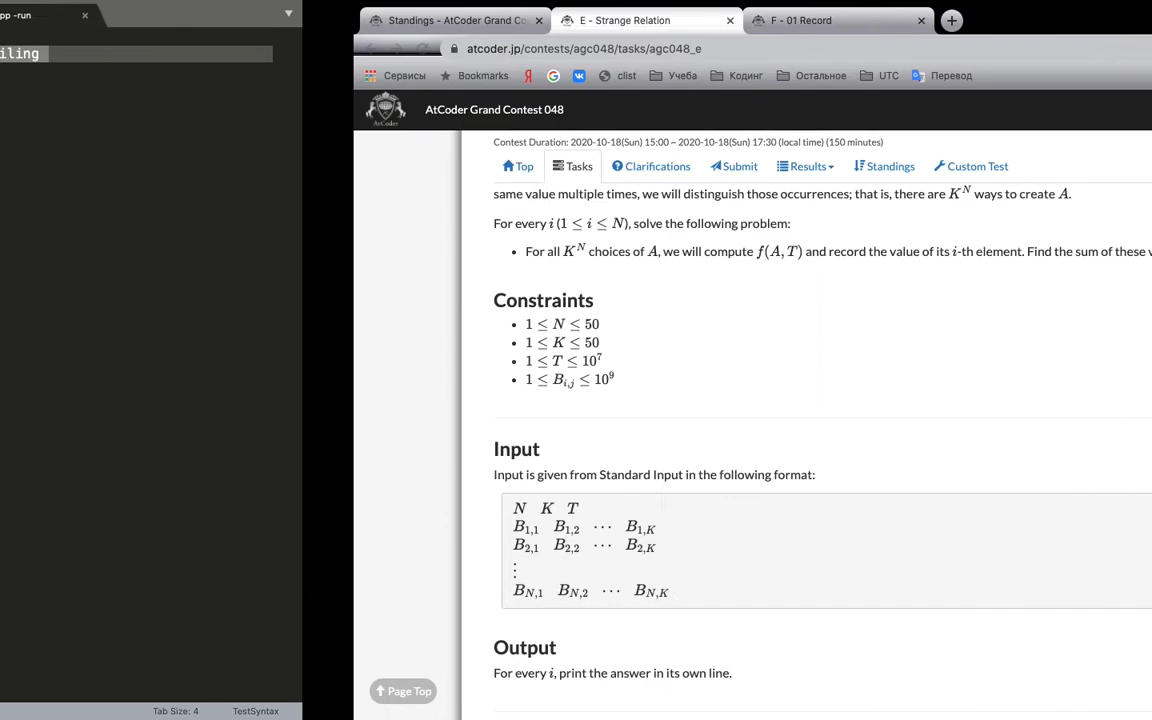 pp -run
iling
Tab Size: 4
TestSyntax
Standings - AtCoder Grand Co
E - Strange Relation
F - 01 Record
atcoder.jp/contests/agc048/tasks/agc048_e
Сервисы
Bookmarks
clist
Учеба
Кодинг
Остальное
UTC
Перевод
AtCoder
AtCoder Grand Contest 048
Contest Duration: 2020-10-18(Sun) 15:00 ~ 2020-10-18(Sun) 17:30 (local time) (150 minutes)
Top
Tasks
Clarifications
Submit
Results
Standings
Custom Test
same value multiple times, we will distinguish those occurrences; that is, there are K^N ways to create A.
For every i (1 ≤ i ≤ N), solve the following problem:
• For all K^N choices of A, we will compute f(A, T) and record the value of its i-th element. Find the sum of these v
Constraints
• 1 ≤ N ≤ 50
• 1 ≤ K ≤ 50
• 1 ≤ T ≤ 10^7
• 1 ≤ B_{i,j} ≤ 10^9
Input
Input is given from Standard Input in the following format:
N K T
B_{1,1} B_{1,2} ⋯ B_{1,K}
B_{2,1} B_{2,2} ⋯ B_{2,K}
⋮
B_{N,1} B_{N,2} ⋯ B_{N,K}
Output
For every i, print the answer in its own line.
Page Top